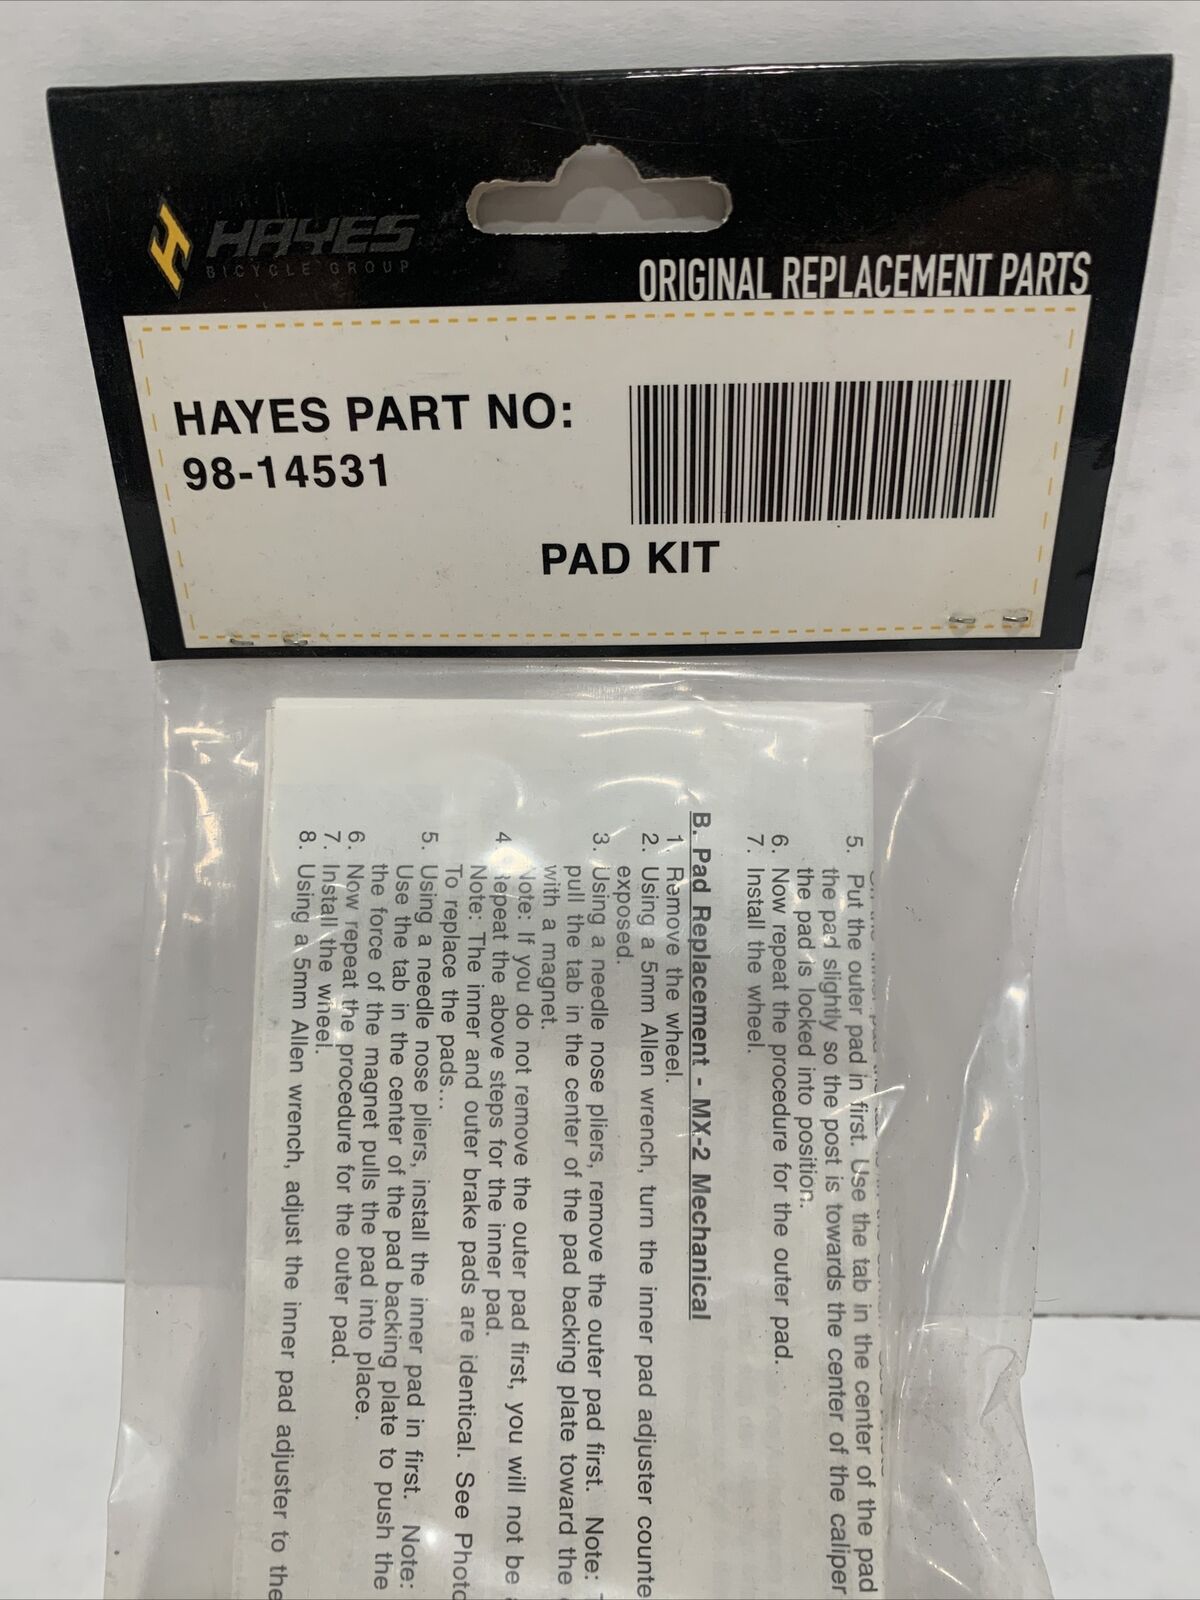 HAYES
BICYCLE GROUP
ORIGINAL REPLACEMENT PARTS
HAYES PART NO:
98-14531
PAD KIT
5. Put the outer pad in first. Use the tab in the center of the pad
the pad slightly so the post is towards the center of the caliper
the pad is locked into position.
6. Now repeat the procedure for the outer pad.
7. Install the wheel.
B. Pad Replacement - MX-2 Mechanical
1. Remove the wheel.
2. Using a 5mm Allen wrench, turn the inner pad adjuster counte
exposed.
3. Using a needle nose pliers, remove the outer pad first. Note:
pull the tab in the center of the pad backing plate toward the
with a magnet.
Note: If you do not remove the outer pad first, you will not be
4. Repeat the above steps for the inner pad.
Note: The inner and outer brake pads are identical. See Photo
To replace the pads...
5. Using a needle nose pliers, install the inner pad in first. Note:
Use the tab in the center of the pad backing plate to push the
the force of the magnet pulls the pad into place.
6. Now repeat the procedure for the outer pad.
7. Install the wheel.
8. Using a 5mm Allen wrench, adjust the inner pad adjuster to the